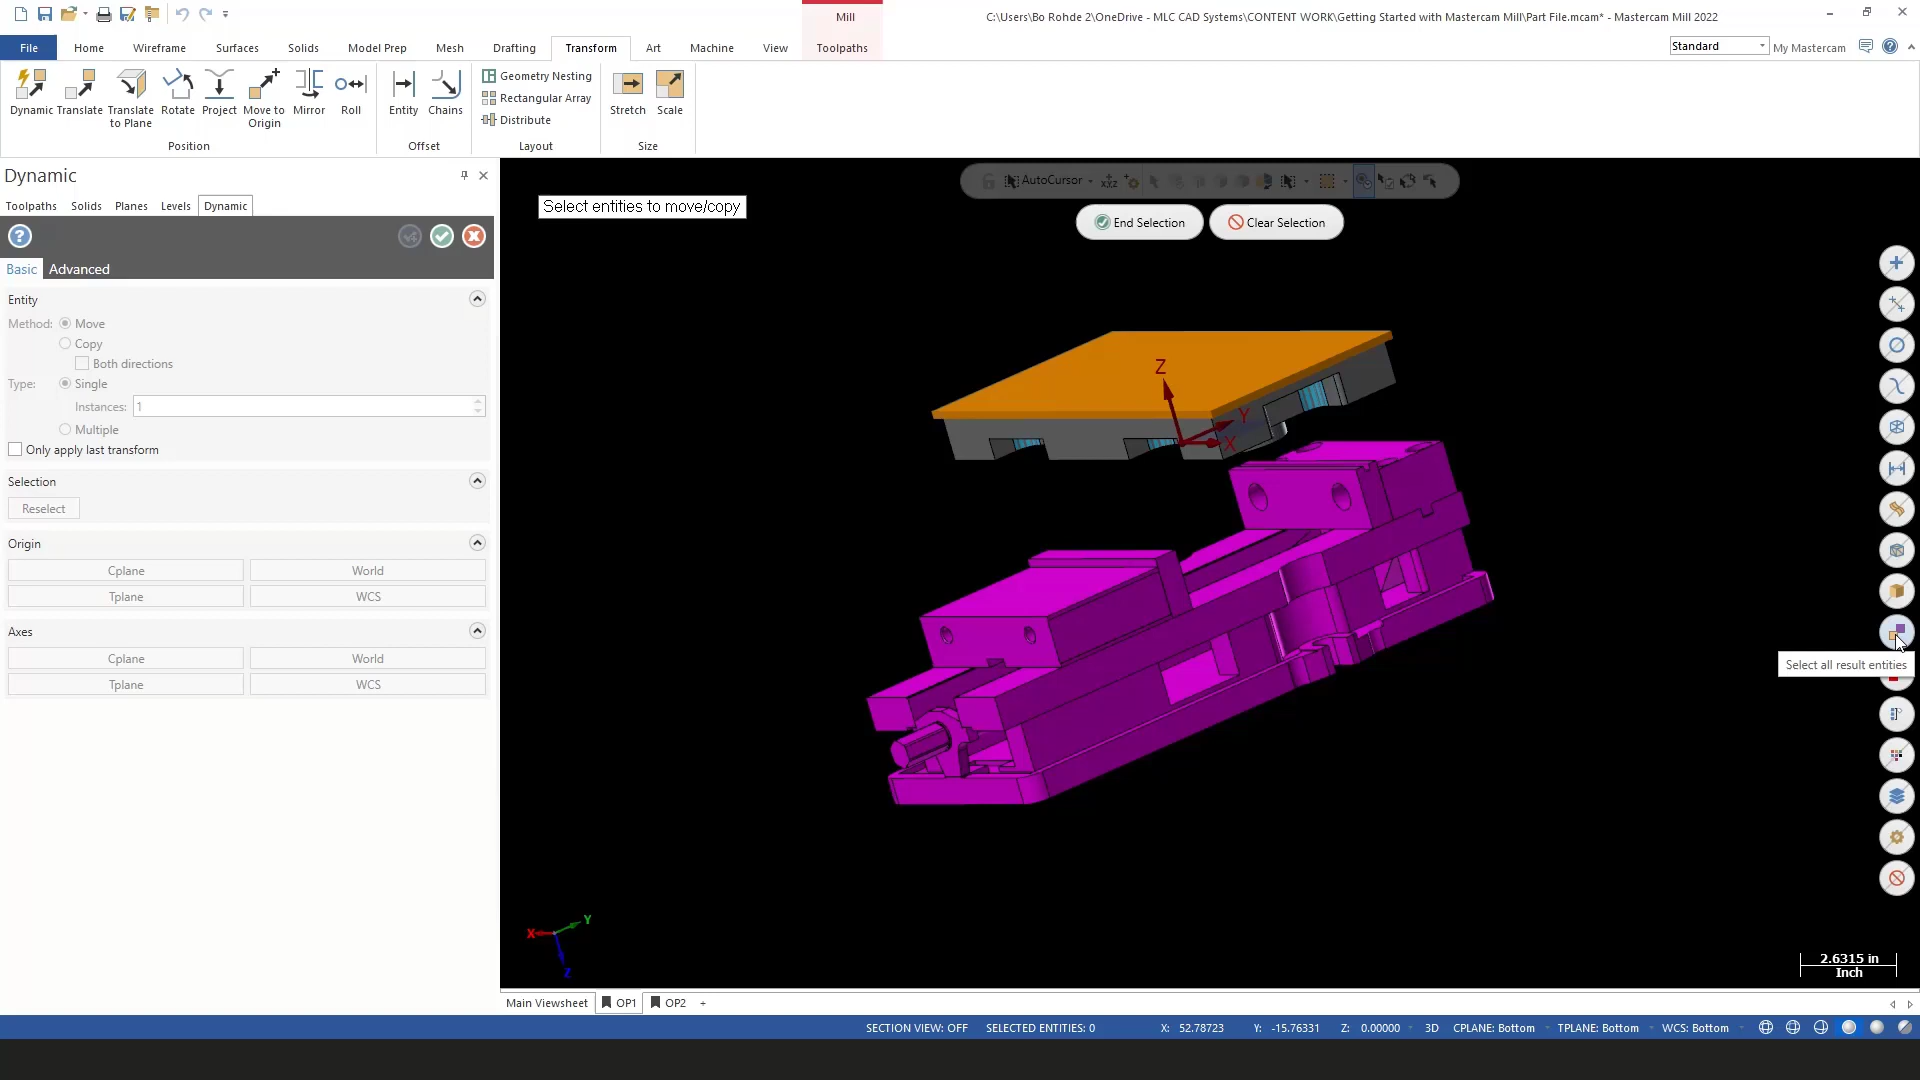 Mill
C:\Users\Bo Rohde 2\OneDrive - MLC CAD Systems\CONTENT WORK\Getting Started with Mastercam Mill\Part File.mcam* - Mastercam Mill 2022
File Home Wireframe Surfaces Solids Model Prep Mesh Drafting Transform Art Machine View Toolpaths
Standard My Mastercam
Dynamic Translate Translate to Plane Rotate Project Move to Origin Mirror Roll
Position
Entity Chains
Offset
Geometry Nesting
Rectangular Array
Distribute
Layout
Stretch Scale
Size
Dynamic
Toolpaths Solids Planes Levels Dynamic
Basic Advanced
Entity
Method: Move
Copy
Both directions
Type: Single
Instances: 1
Multiple
Only apply last transform
Selection
Reselect
Origin
Cplane World
Tplane WCS
Axes
Cplane World
Tplane WCS
AutoCursor
Select entities to move/copy
End Selection Clear Selection
Z
Y
X
Select all result entities
Y
X
Z
2.6315 in
Inch
Main Viewsheet OP1 OP2 +
SECTION VIEW: OFF SELECTED ENTITIES: 0 X: 52.78723 Y: -15.76331 Z: 0.00000 3D CPLANE: Bottom TPLANE: Bottom WCS: Bottom